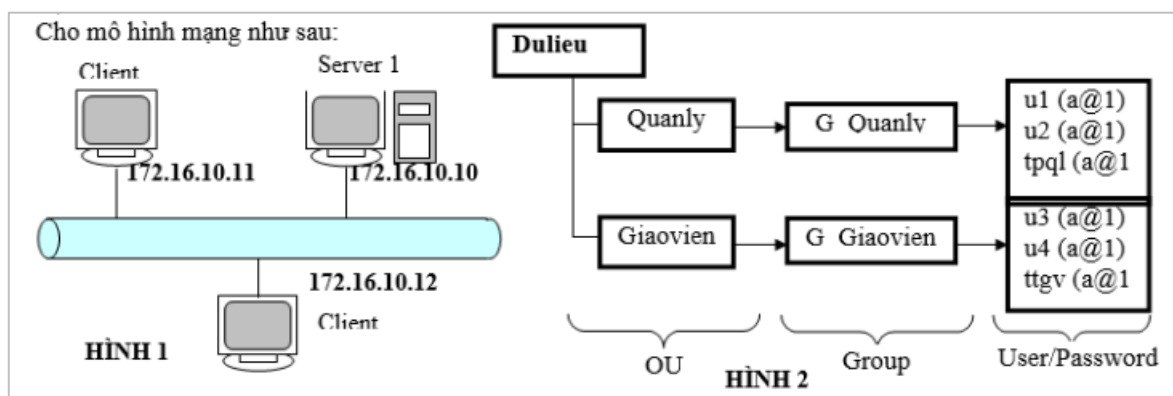 Cho mô hình mạng như sau:
Client
Server 1
172.16.10.11
172.16.10.10
172.16.10.12
Client
HÌNH 1
Dulieu
Quanly
G Quanly
u1 (a@1)
u2 (a@1)
tpql (a@1
Giaovien
G Giaovien
u3 (a@1)
u4 (a@1)
ttgv (a@1
OU
Group
User/Password
HÌNH 2